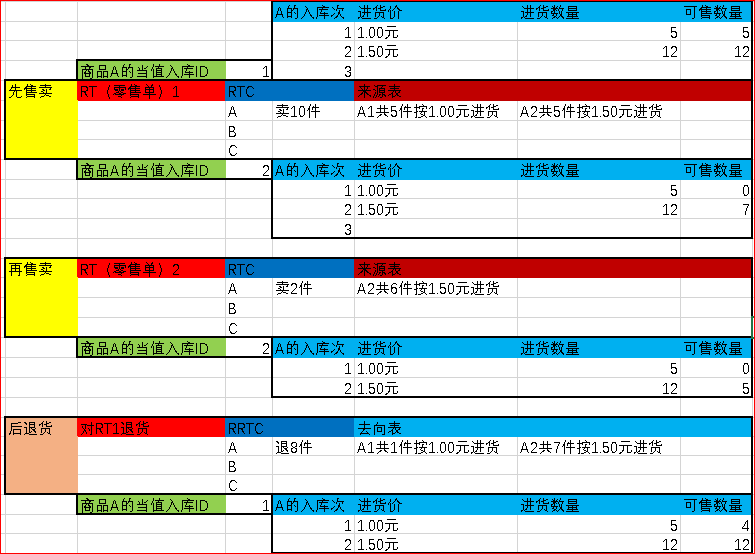 A的入库次 进货价 进货数量 可售数量
1 1.00元 5 5
2 1.50元 12 12
商品A的当值入库ID 1 3
先售卖 RT（零售单）1 RTC 来源表
A 卖10件 A1共5件按1.00元进货 A2共5件按1.50元进货
B
C
商品A的当值入库ID 2 A的入库次 进货价 进货数量 可售数量
1 1.00元 5 0
2 1.50元 12 7
3
再售卖 RT（零售单）2 RTC 来源表
A 卖2件 A2共6件按1.50元进货
B
C
商品A的当值入库ID 2 A的入库次 进货价 进货数量 可售数量
1 1.00元 5 0
2 1.50元 12 5
后退货 对RT1退货 RRTC 去向表
A 退8件 A1共1件按1.00元进货 A2共7件按1.50元进货
B
C
商品A的当值入库ID 1 A的入库次 进货价 进货数量 可售数量
1 1.00元 5 4
2 1.50元 12 12